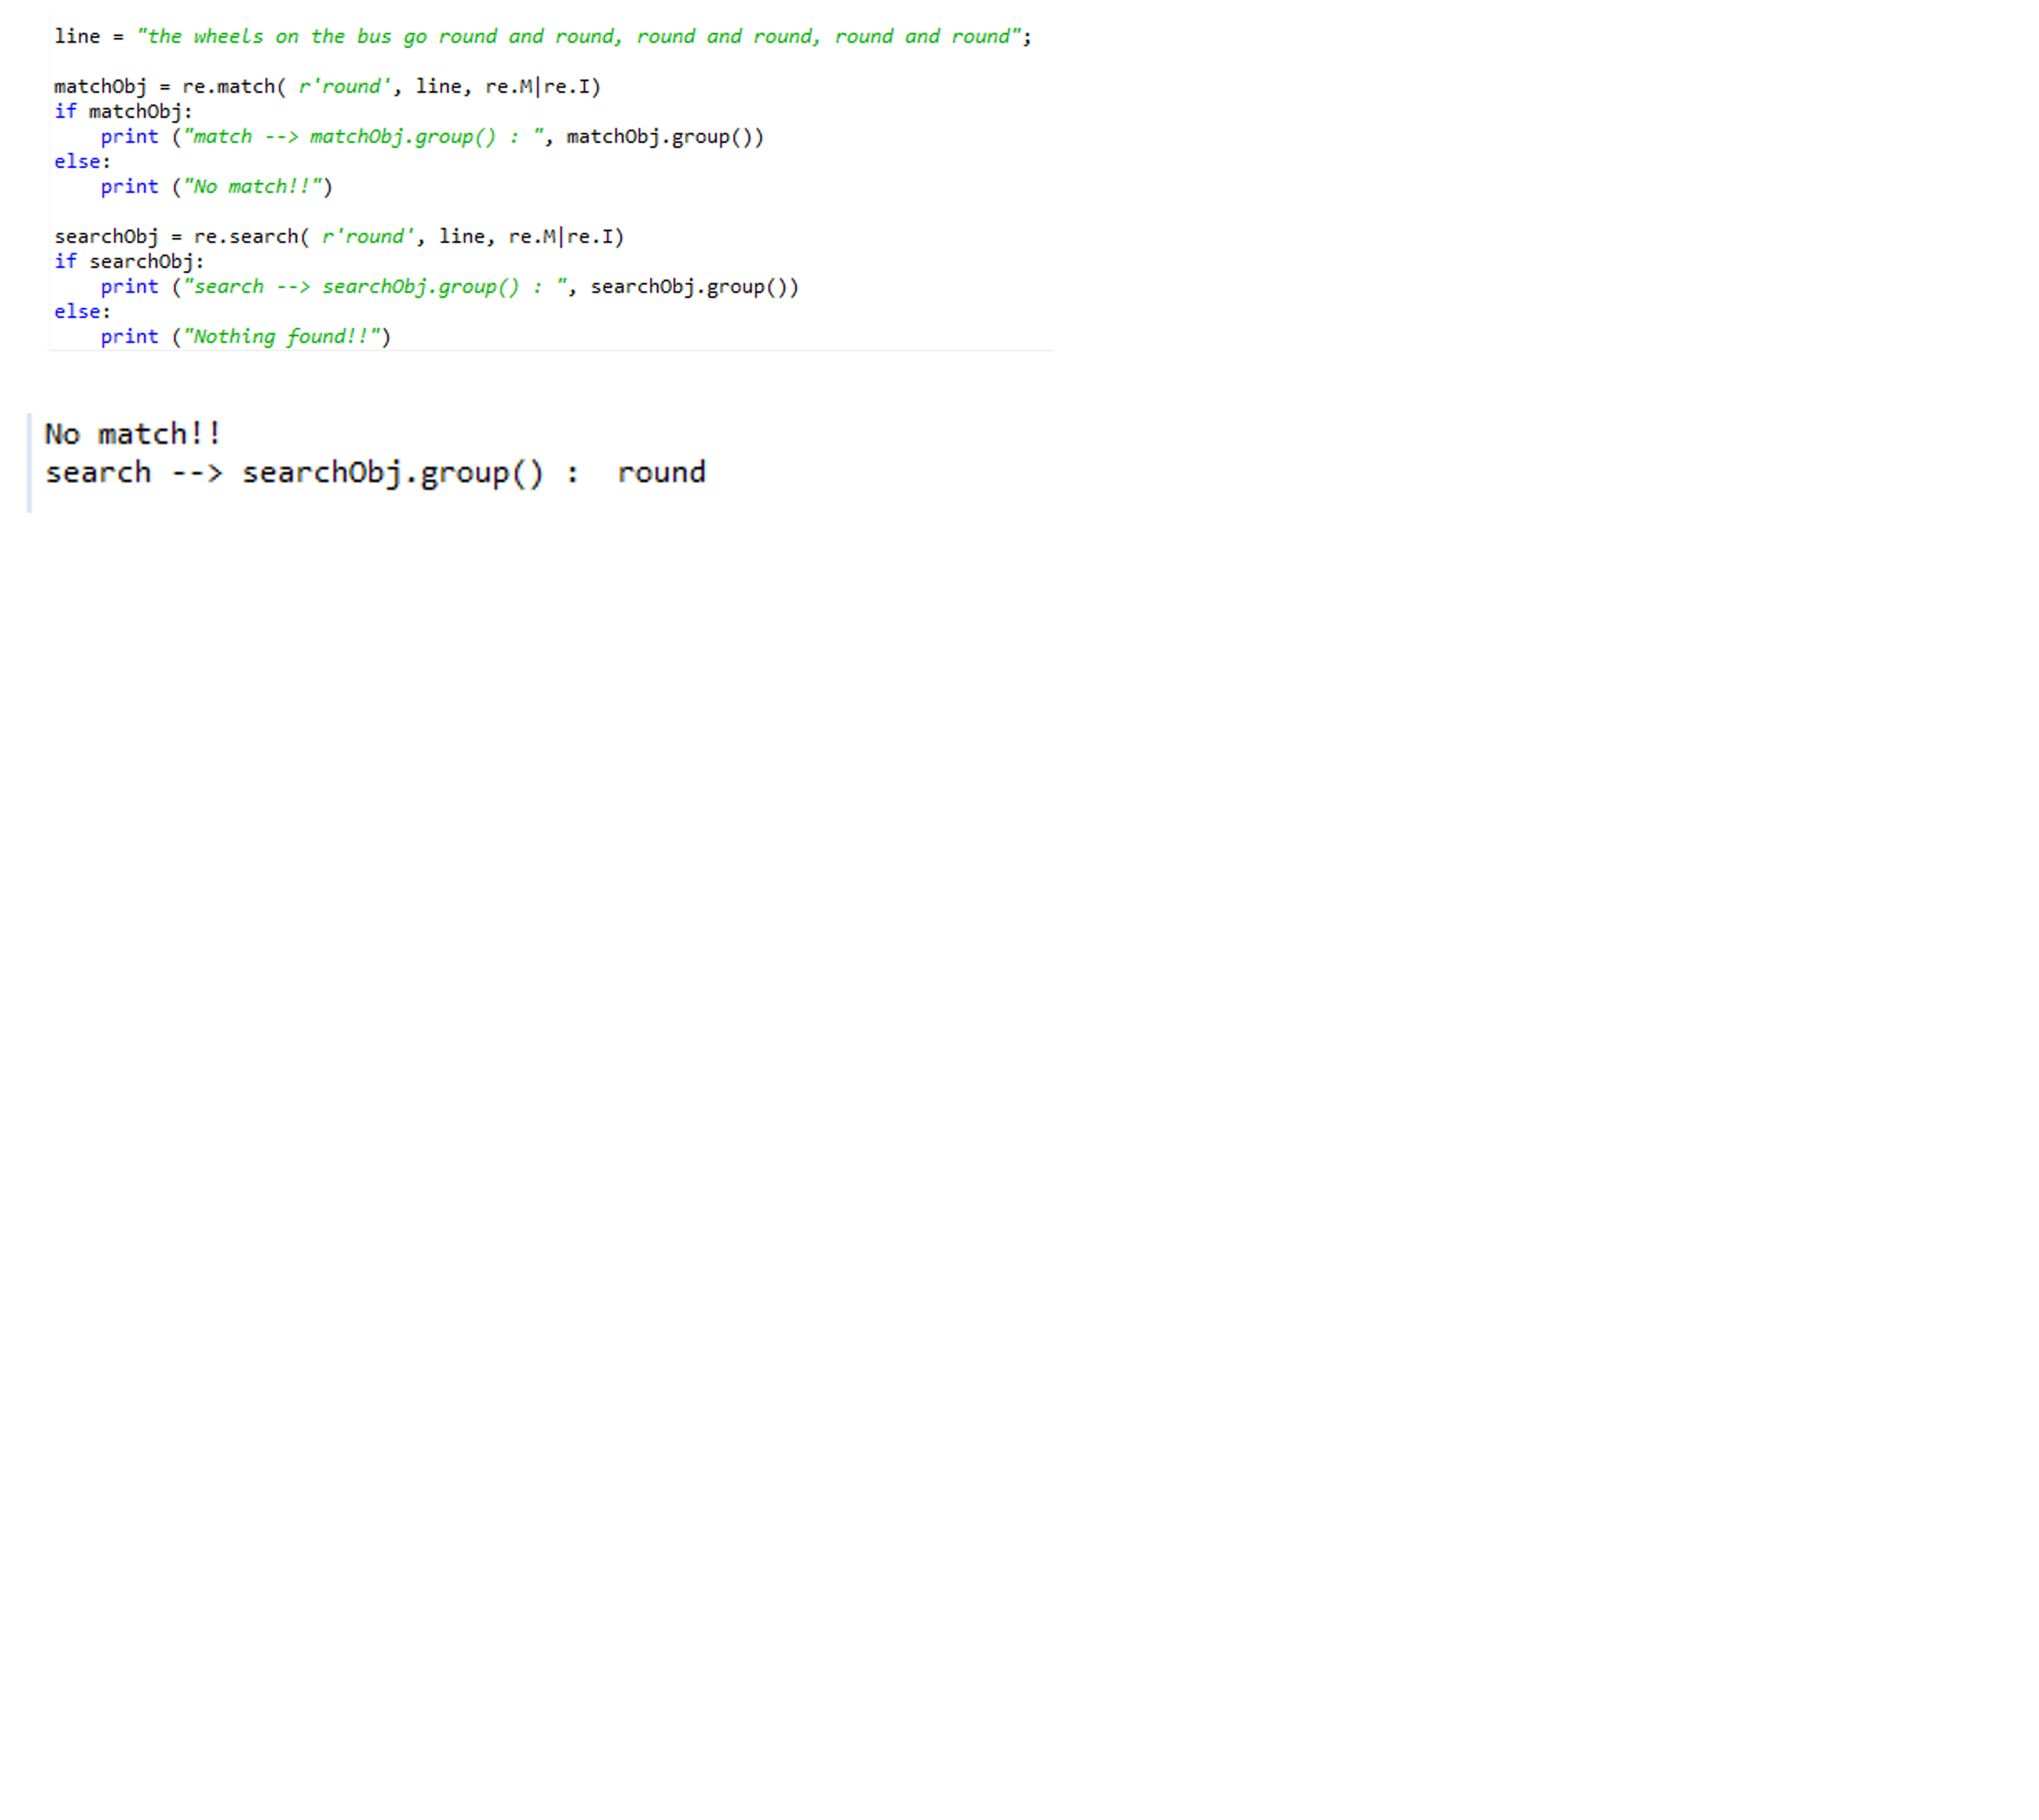 line = "the wheels on the bus go round and round, round and round, round and round";
matchObj = re.match( r'round', line, re.M|re.I)
if matchObj:
    print ("match --> matchObj.group() : ", matchObj.group())
else:
    print ("No match!!")
searchObj = re.search( r'round', line, re.M|re.I)
if searchObj:
    print ("search --> searchObj.group() : ", searchObj.group())
else:
    print ("Nothing found!!")
No match!!
search --> searchObj.group() :  round